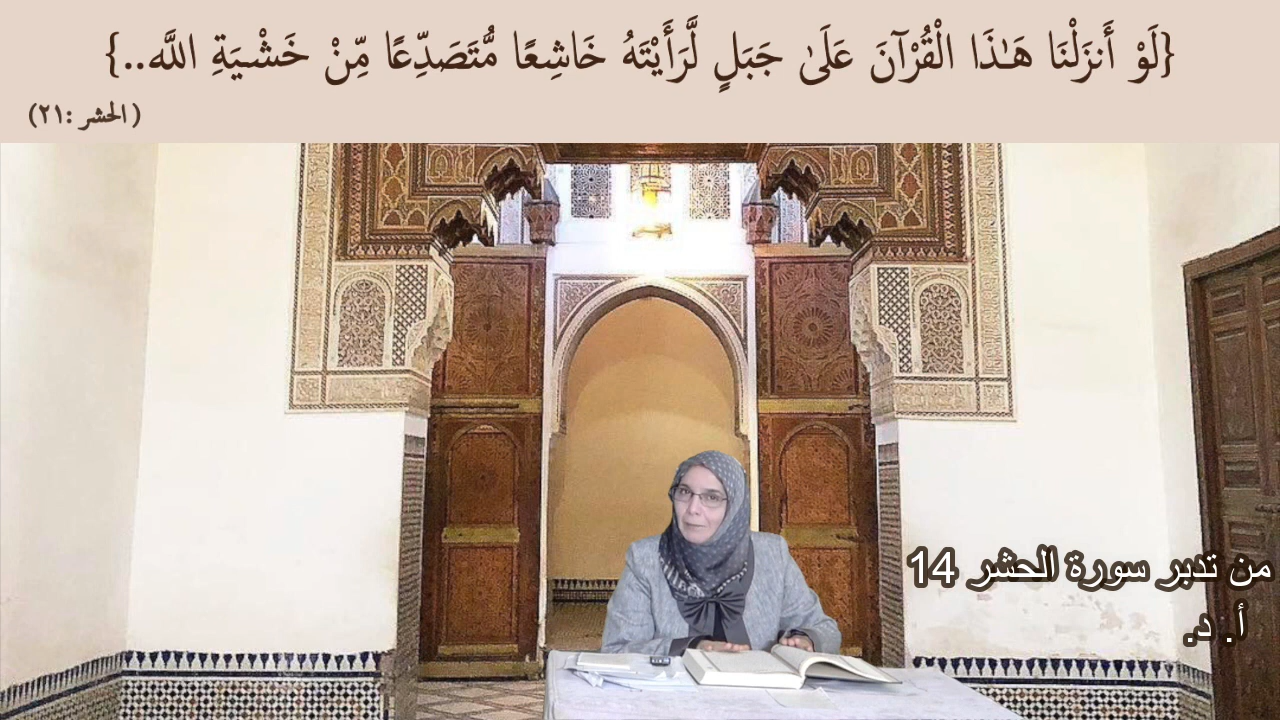 {لَوْ أَنزَلْنَا هَـٰذَا الْقُرْآنَ عَلَىٰ جَبَلٍ لَّرَأَيْتَهُ خَاشِعًا مُّتَصَدِّعًا مِّنْ خَشْيَةِ اللَّه..}
(الحشر :٢١)
من تدبر سورة الحشر 14
أ. د.